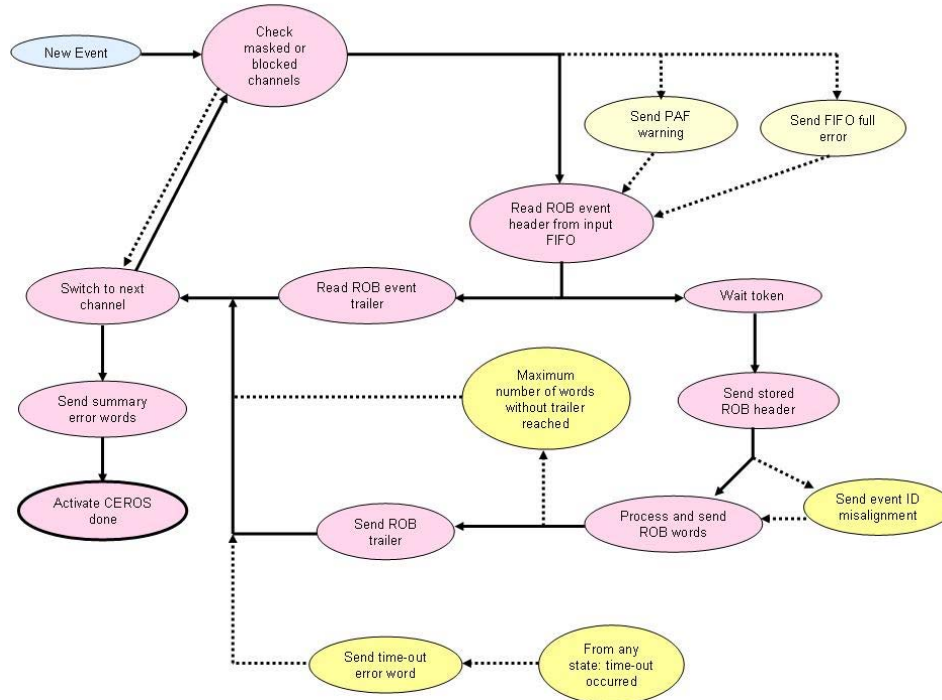 New Event
Check
masked or
blocked
channels
Send PAF
warning
Send FIFO full
error
Read ROB event
header from input
FIFO
Switch to next
channel
Read ROB event
trailer
Wait token
Maximum
number of words
without trailer
reached
Send stored
ROB header
Send summary
error words
Activate CEROS
done
Send ROB
trailer
Process and send
ROB words
Send event ID
misalignment
Send time-out
error word
From any
state: time-out
occurred